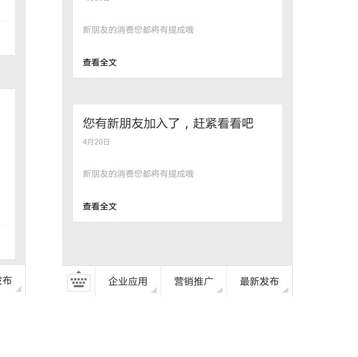 新朋友的消费您都将有提成哦
查看全文
您有新朋友加入了，赶紧看看吧
4月20日
新朋友的消费您都将有提成哦
查看全文
布
企业应用
营销推广
最新发布